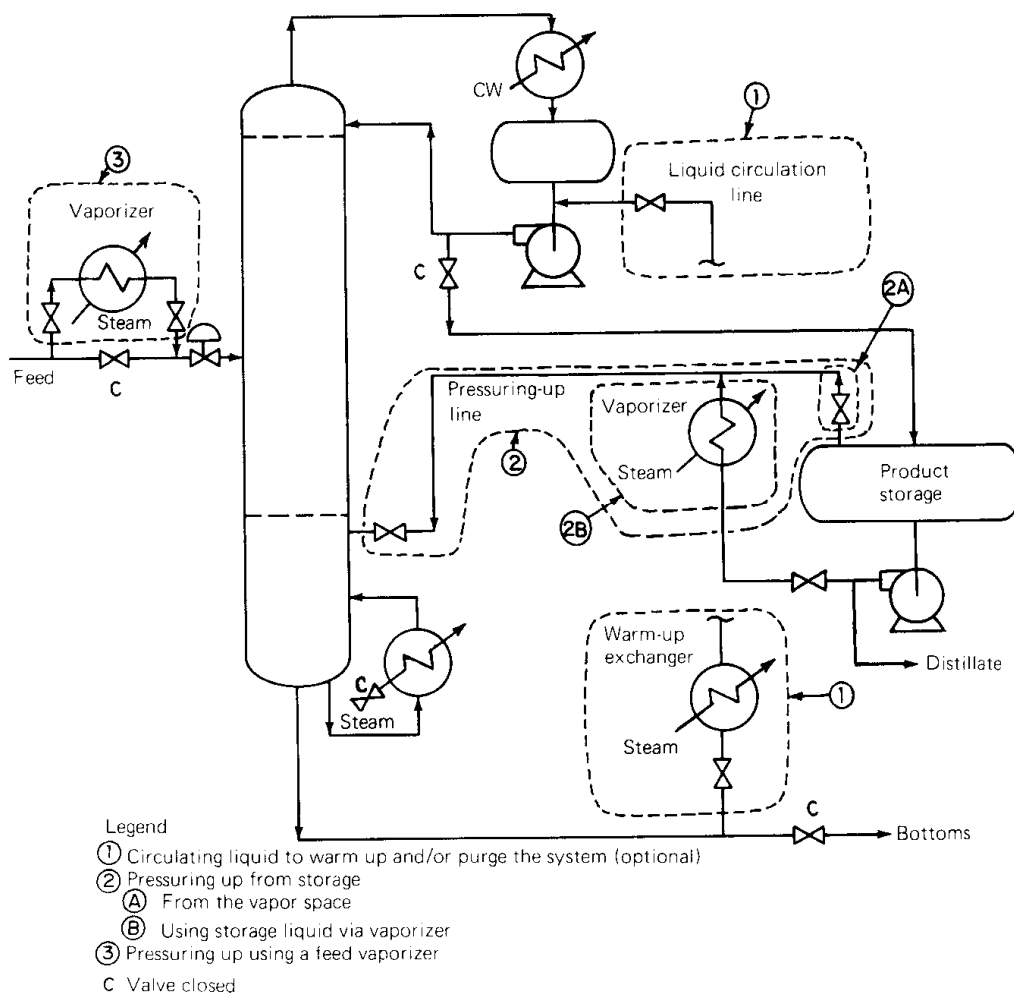 CW
1
Liquid circulation
line
3
Vaporizer
Steam
Feed
C
C
2A
Pressuring-up
line
Vaporizer
Steam
2
2B
Product
storage
Warm-up
exchanger
Steam
1
Distillate
C
Steam
C
Bottoms
Legend
1 Circulating liquid to warm up and/or purge the system (optional)
2 Pressuring up from storage
A From the vapor space
B Using storage liquid via vaporizer
3 Pressuring up using a feed vaporizer
C Valve closed